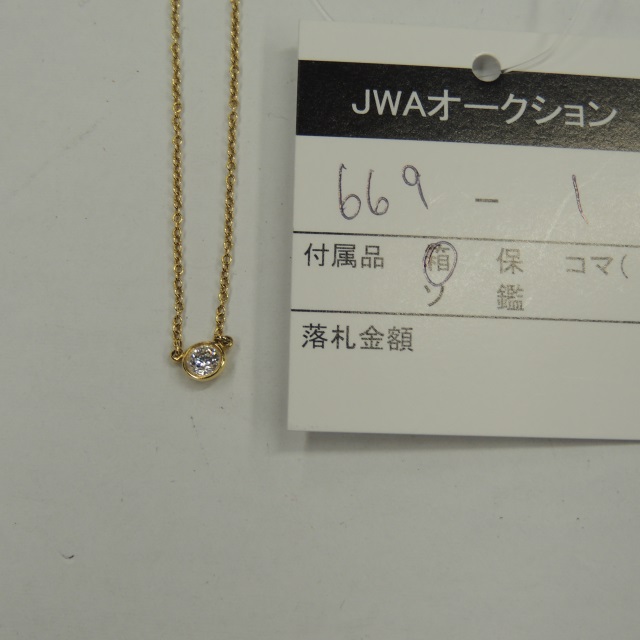 JWAオークション
669 - 1
付属品 箱 保 コマ(
ソ 鑑
落札金額